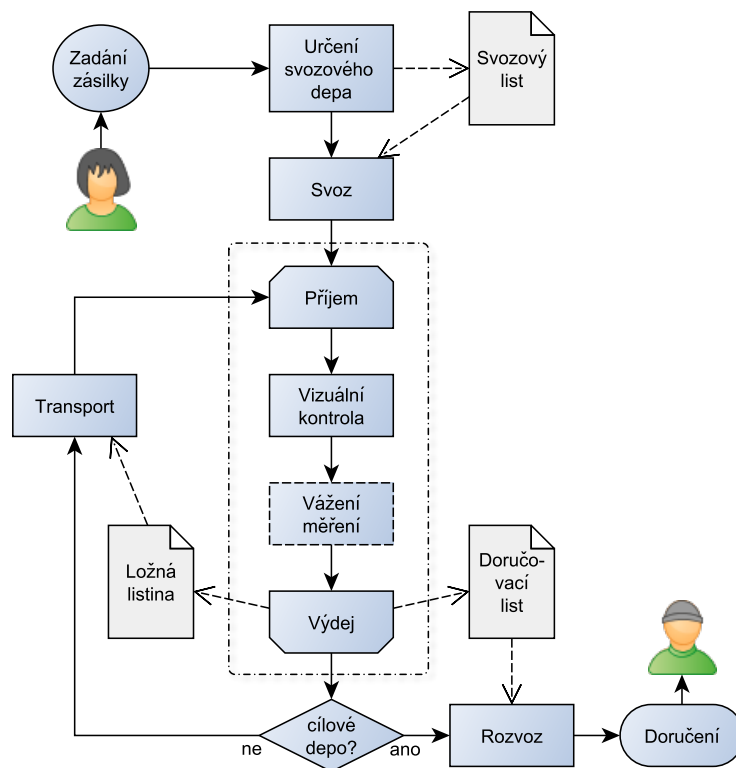 Zadání
zásilky
Určení
svozového
depa
Svozový
list
Svoz
Příjem
Transport
Vizuální
kontrola
Vážení
měření
Ložná
listina
Doručo-
vací
list
Výdej
cílové
depo?
ne
ano
Rozvoz
Doručení